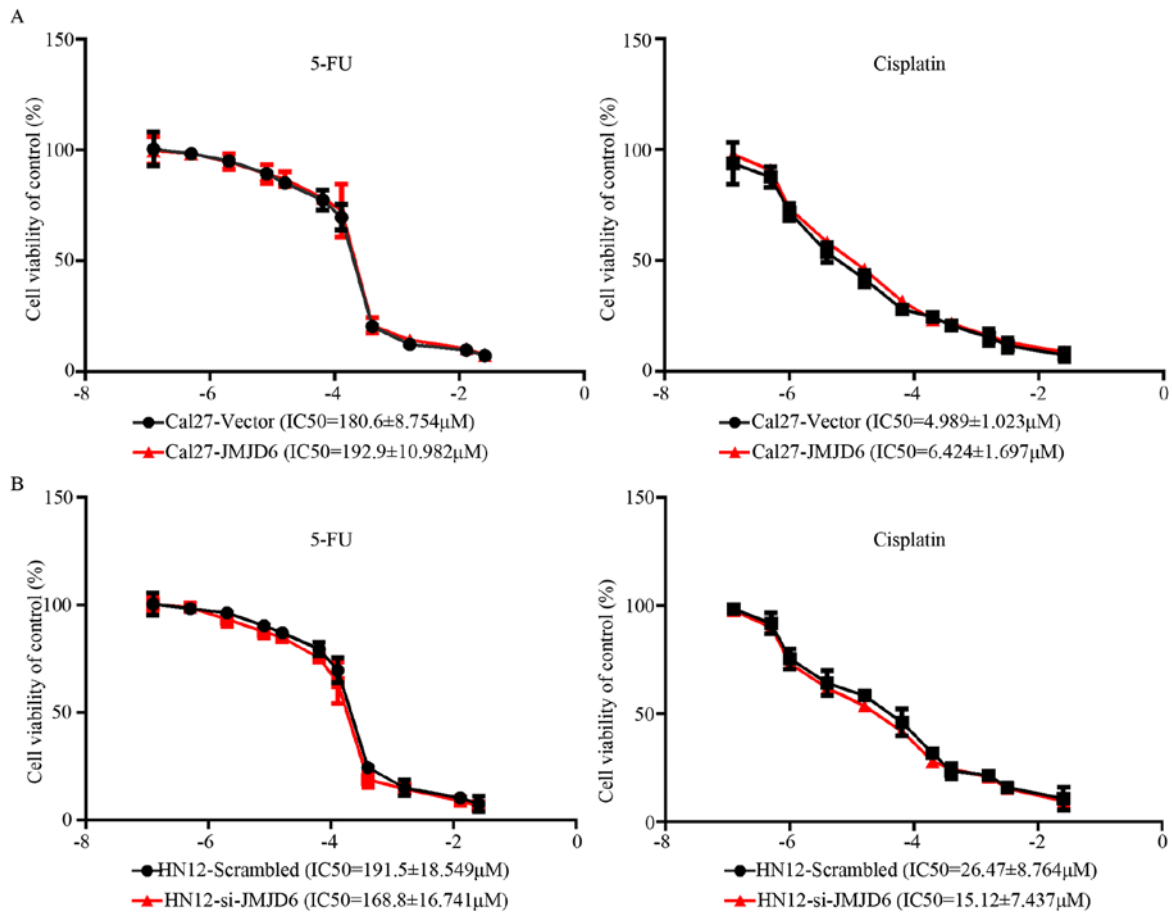 A
5-FU
Cell viability of control (%)
150
100
50
0
-8 -6 -4 -2 0
Cal27-Vector (IC50=180.6±8.754μM)
Cal27-JMJD6 (IC50=192.9±10.982μM)
Cisplatin
Cell viability of control (%)
150
100
50
0
-8 -6 -4 -2 0
Cal27-Vector (IC50=4.989±1.023μM)
Cal27-JMJD6 (IC50=6.424±1.697μM)
B
5-FU
Cell viability of control (%)
150
100
50
0
-8 -6 -4 -2 0
HN12-Scrambled (IC50=191.5±18.549μM)
HN12-si-JMJD6 (IC50=168.8±16.741μM)
Cisplatin
Cell viability of control (%)
150
100
50
0
-8 -6 -4 -2 0
HN12-Scrambled (IC50=26.47±8.764μM)
HN12-si-JMJD6 (IC50=15.12±7.437μM)